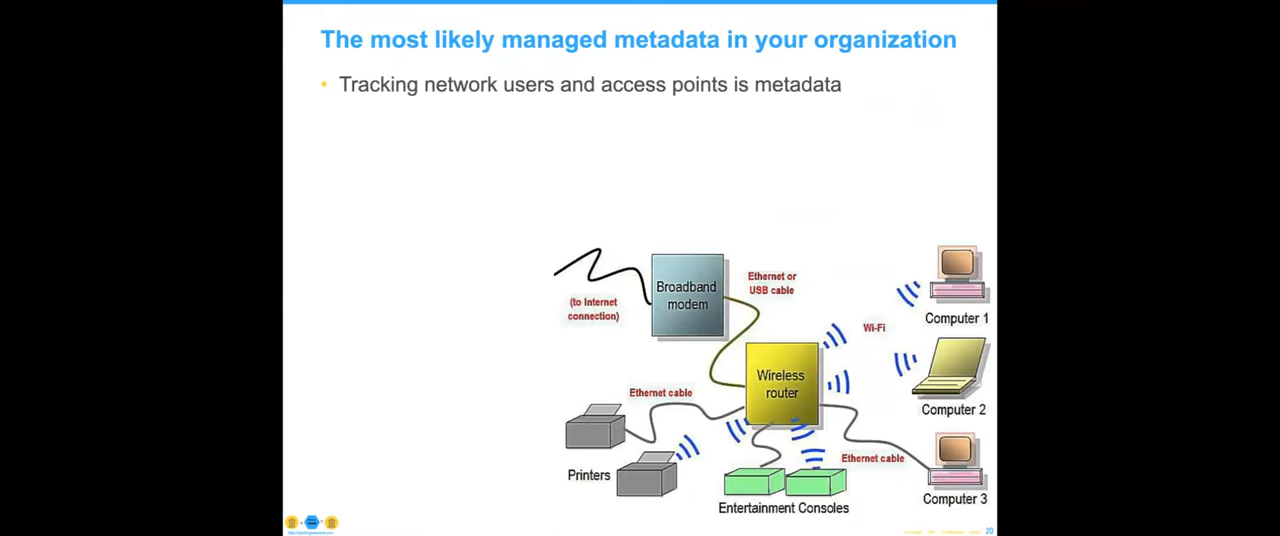 The most likely managed metadata in your organization
• Tracking network users and access points is metadata
(to Internet
connection)
Broadband
modem
Ethernet or
USB cable
Wireless
router
Wi-Fi
Computer 1
Computer 2
Ethernet cable
Printers
Ethernet cable
Computer 3
Entertainment Consoles
20